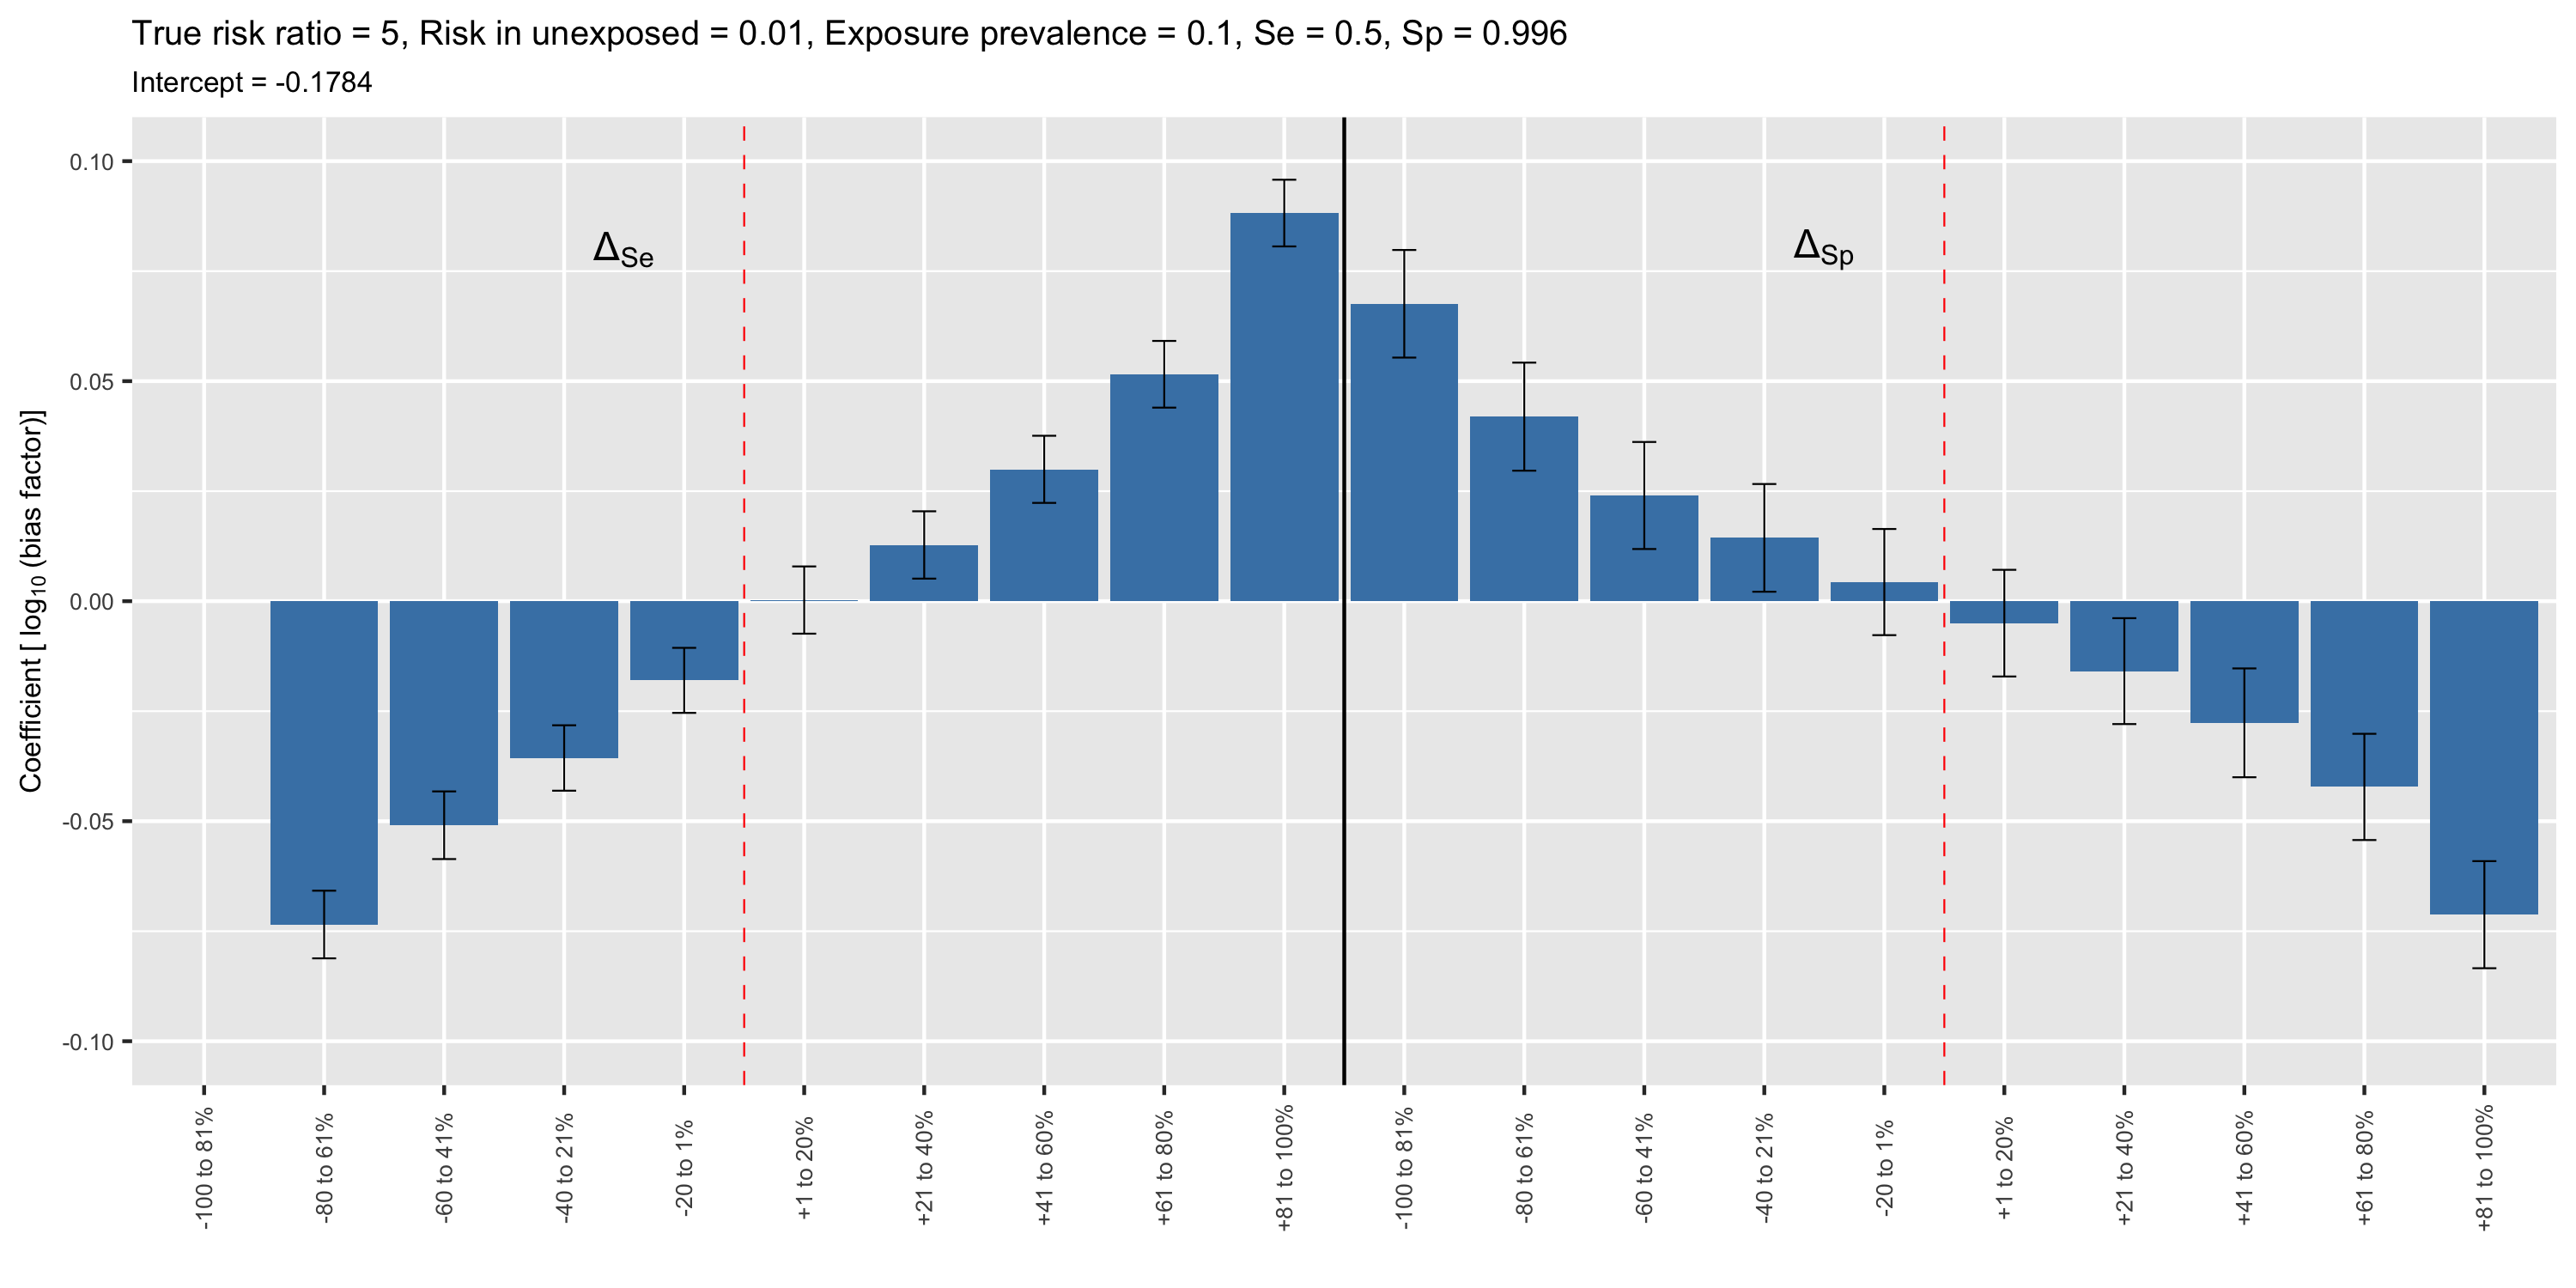 True risk ratio = 5, Risk in unexposed = 0.01, Exposure prevalence = 0.1, Se = 0.5, Sp = 0.996
Intercept = -0.1784
Coefficient [ log10 (bias factor)]
0.10
0.05
0.00
-0.05
-0.10
ΔSe
ΔSp
-100 to 81%
-80 to 61%
-60 to 41%
-40 to 21%
-20 to 1%
+1 to 20%
+21 to 40%
+41 to 60%
+61 to 80%
+81 to 100%
-100 to 81%
-80 to 61%
-60 to 41%
-40 to 21%
-20 to 1%
+1 to 20%
+21 to 40%
+41 to 60%
+61 to 80%
+81 to 100%